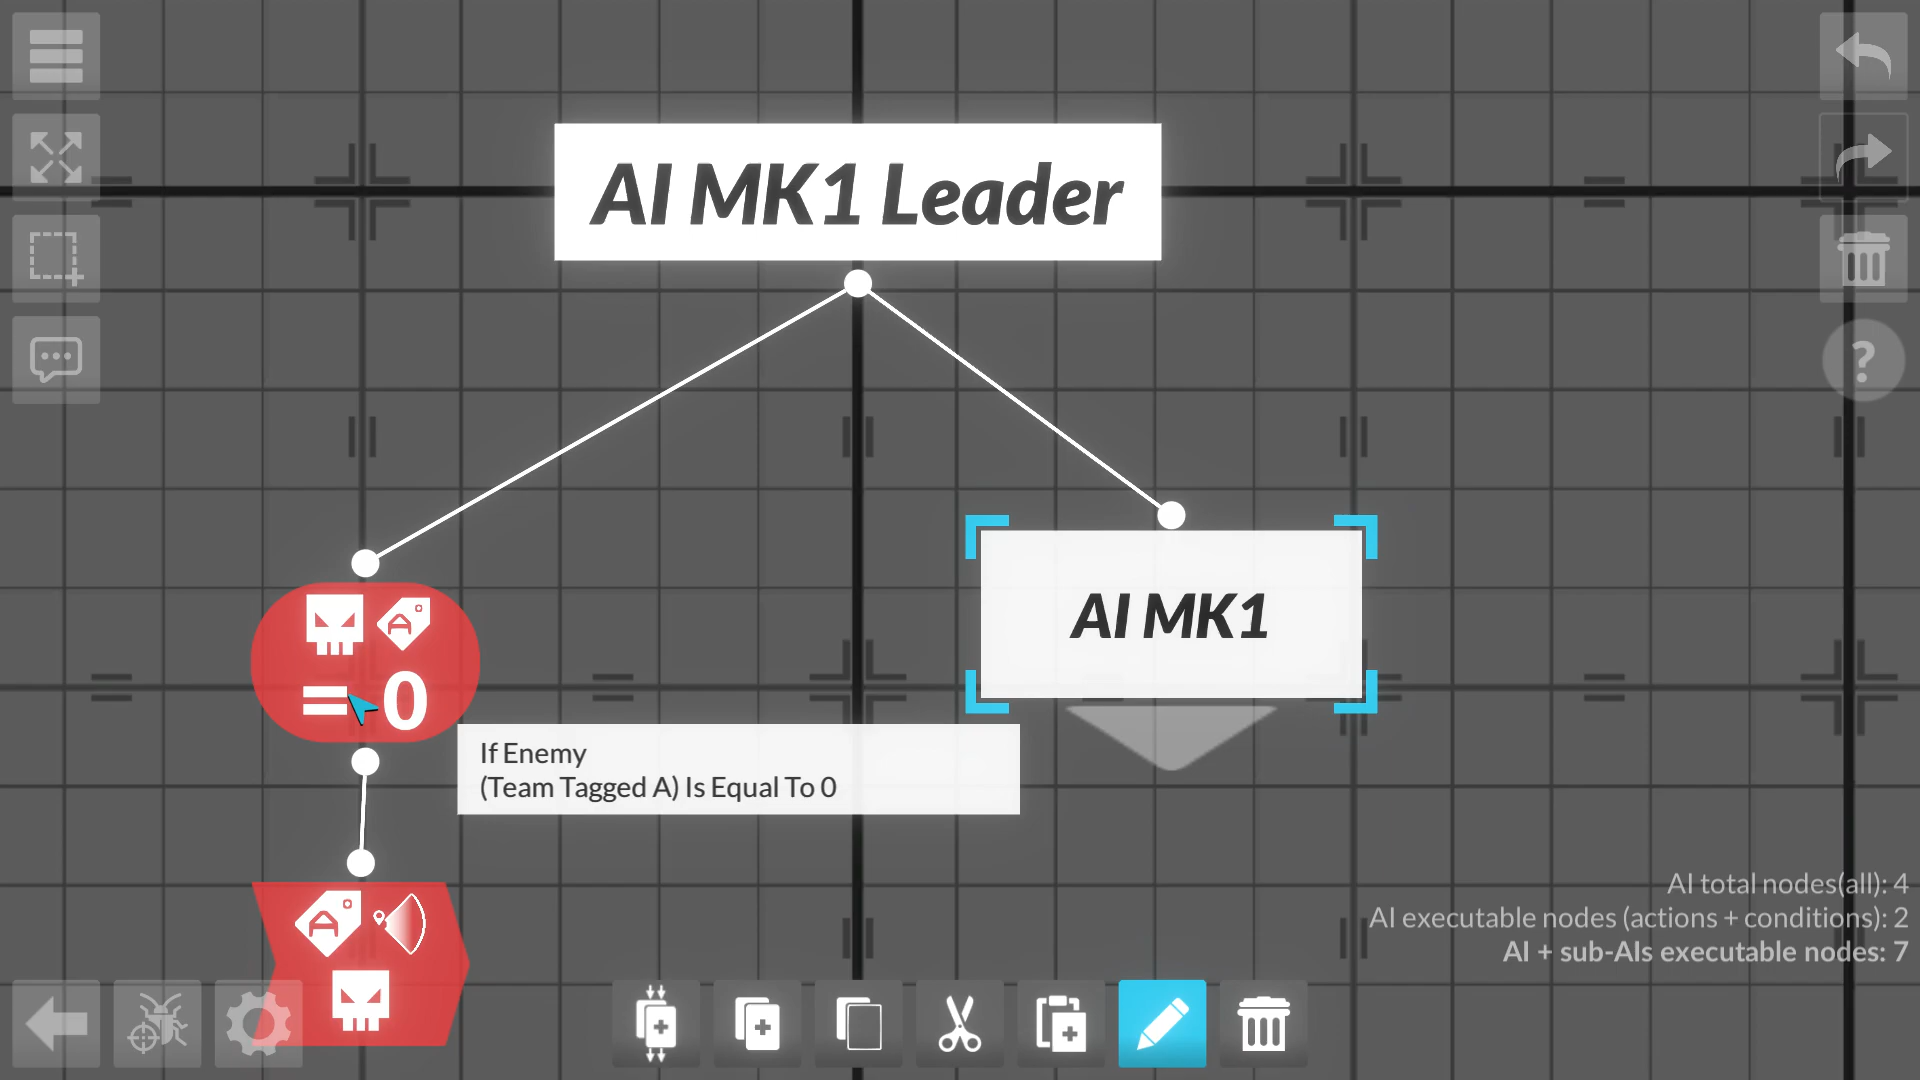 AI MK1 Leader
?
AI MK1
A
= 0
If Enemy
(Team Tagged A) Is Equal To 0
A
AI total nodes(all): 4
AI executable nodes (actions + conditions): 2
AI + sub-AIs executable nodes: 7